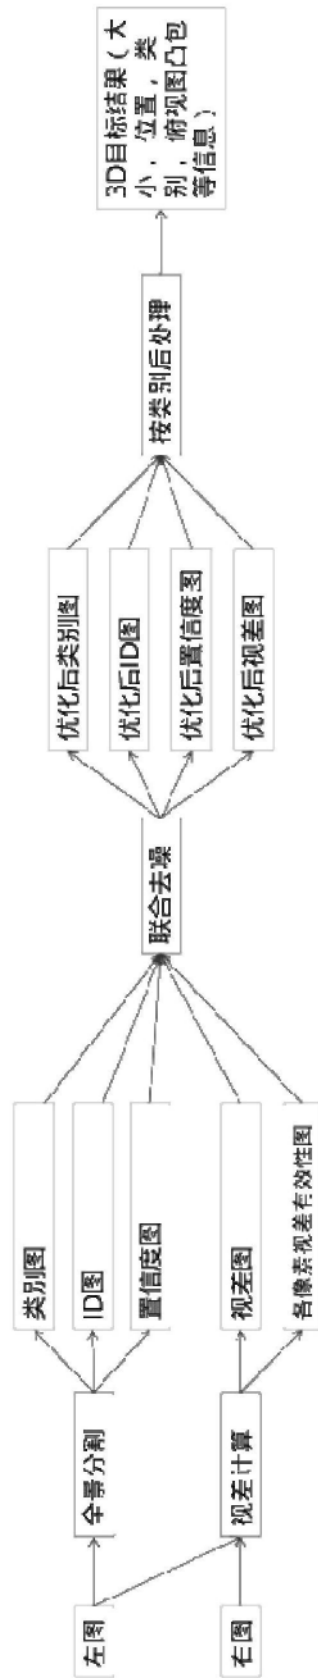 左图
右图
全景分割
视差计算
类别图
ID图
置信度图
视差图
各像素视差有效性图
联合去噪
优化后类别图
优化后ID图
优化后置信度图
优化后视差图
按类别后处理
3D目标结果（大
小，位置，类
别，俯视图凸包
等信息）